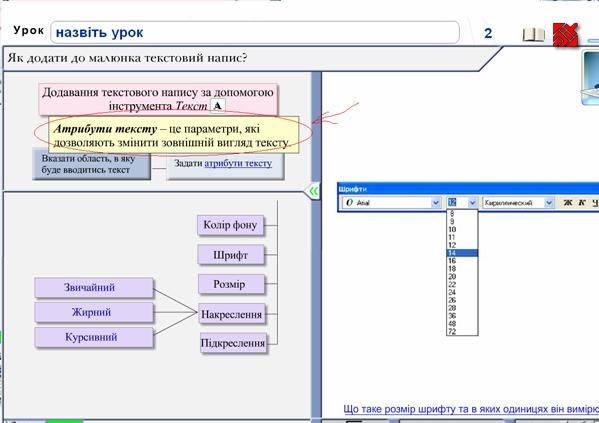 Урок назвіть урок 2
Як додати до малюнка текстовий напис?
Додавання текстового напису за допомогою
інструмента Текст A
Атрибути тексту – це параметри, які
дозволяють змінити зовнішній вигляд тексту.
Вказати область, в яку
буде вводитись текст
Задати атрибути тексту
Колір фону
Шрифт
Розмір
Накреслення
Підкреслення
Звичайний
Жирний
Курсивний
Шрифти
O Arial 12 Кириллический Ж К Ч
8
9
10
11
12
14
16
18
20
22
24
26
28
36
48
72
Що таке розмір шрифту та в яких одиницях він вимірю